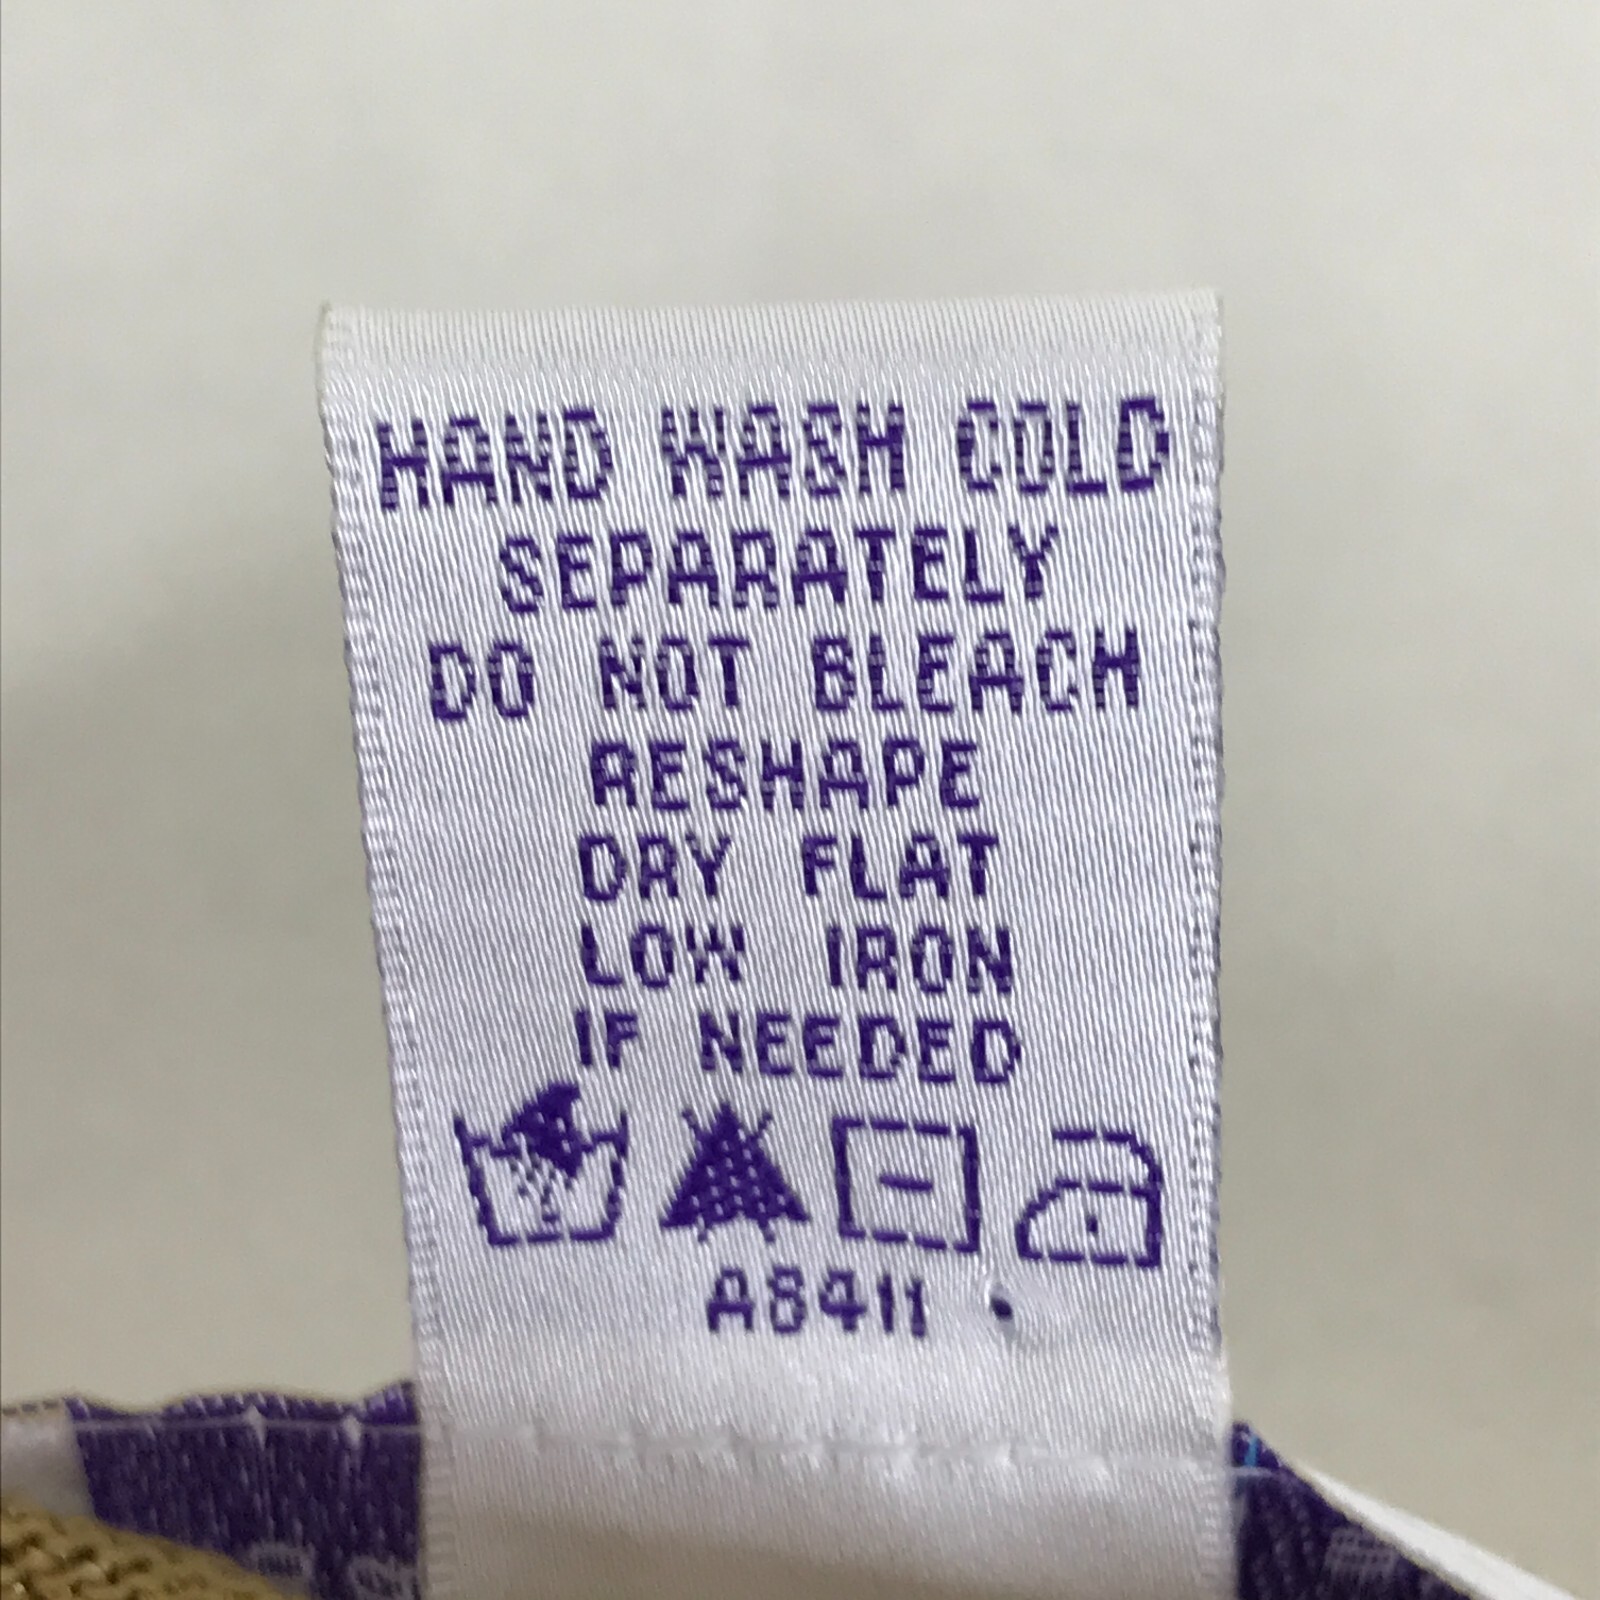 HAND WASH COLD
SEPARATELY
DO NOT BLEACH
RESHAPE
DRY FLAT
LOW IRON
IF NEEDED
A8411